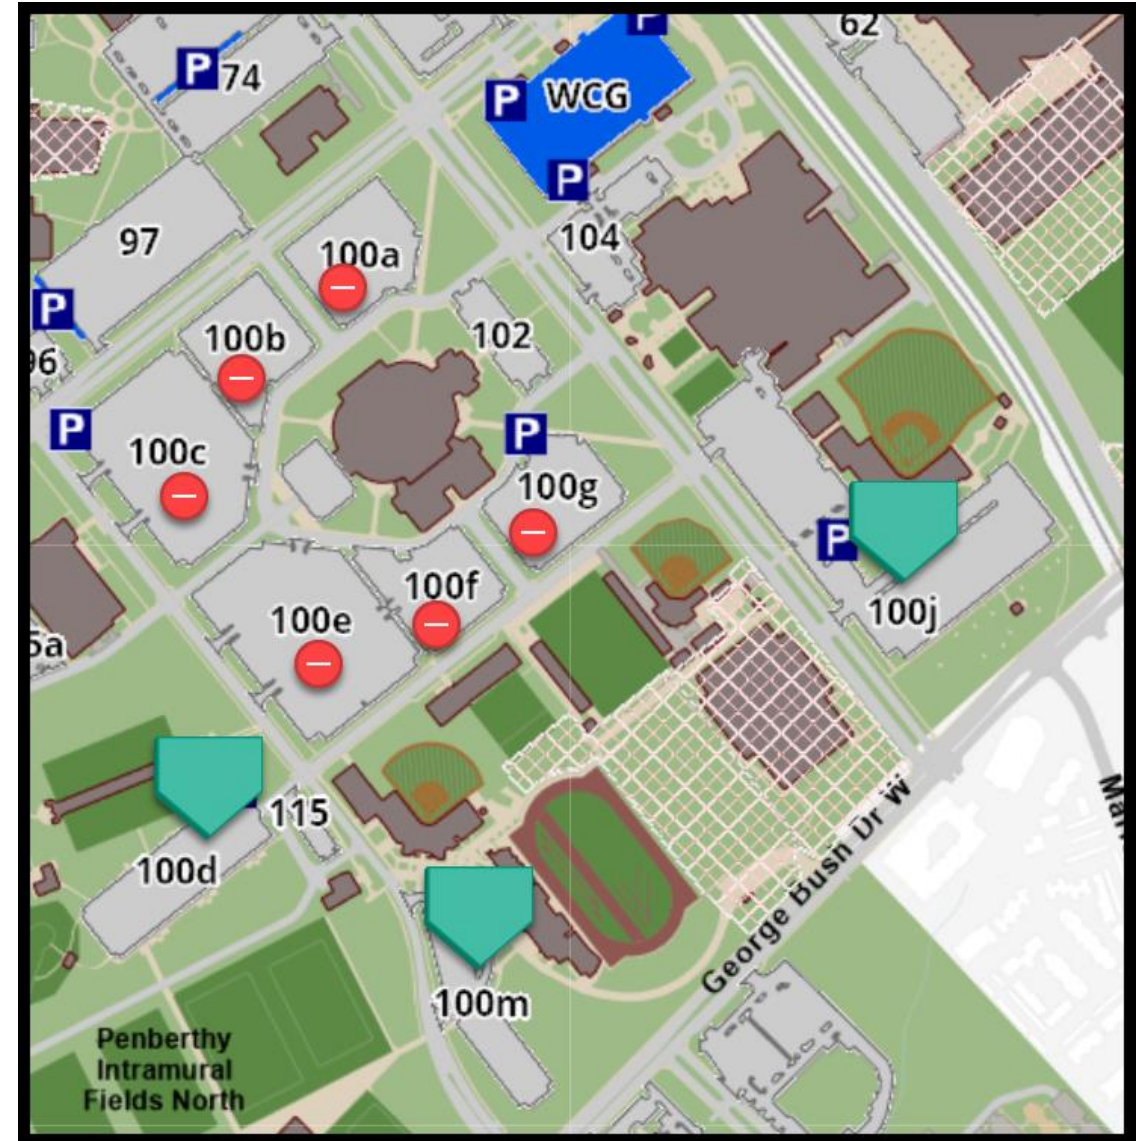 P
62
P
74
P
WCG
P
97
100a
104
P
100b
102
96
P
100c
P
100g
P
100f
100j
100e
5a
115
100d
George Bush Dr W
100m
Penberthy
Intramural
Fields North